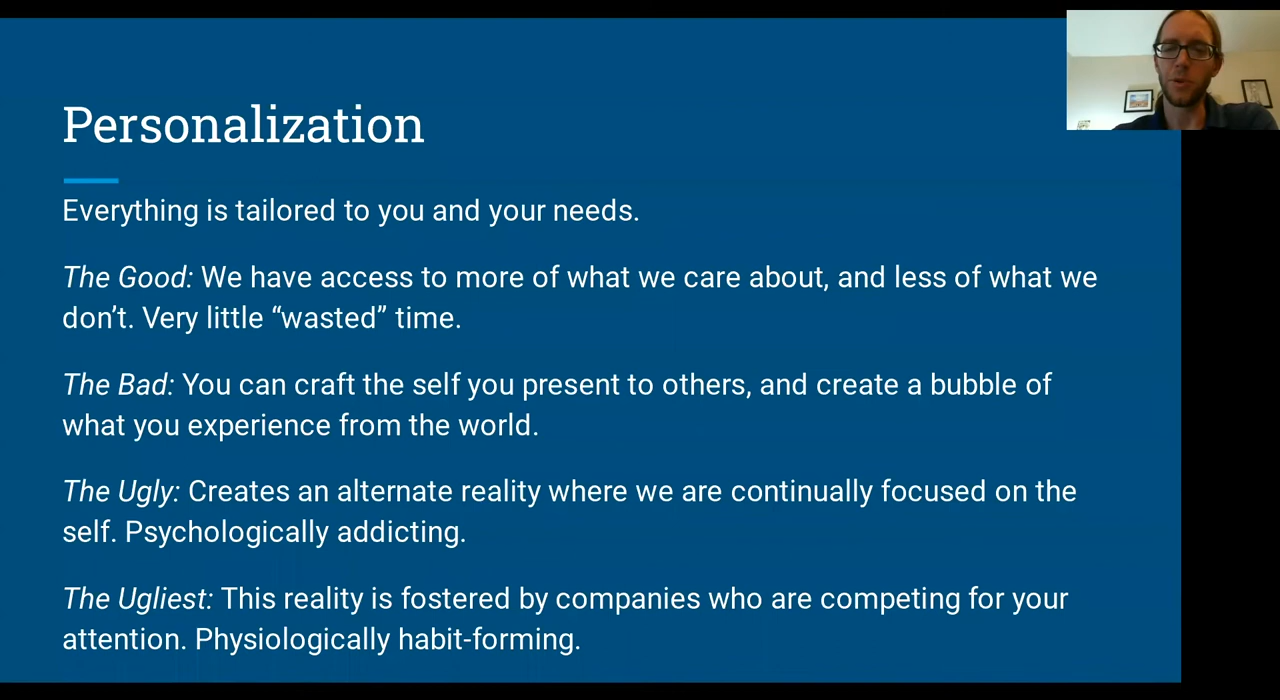 Personalization
Everything is tailored to you and your needs.
The Good: We have access to more of what we care about, and less of what we
don’t. Very little “wasted” time.
The Bad: You can craft the self you present to others, and create a bubble of
what you experience from the world.
The Ugly: Creates an alternate reality where we are continually focused on the
self. Psychologically addicting.
The Ugliest: This reality is fostered by companies who are competing for your
attention. Physiologically habit-forming.